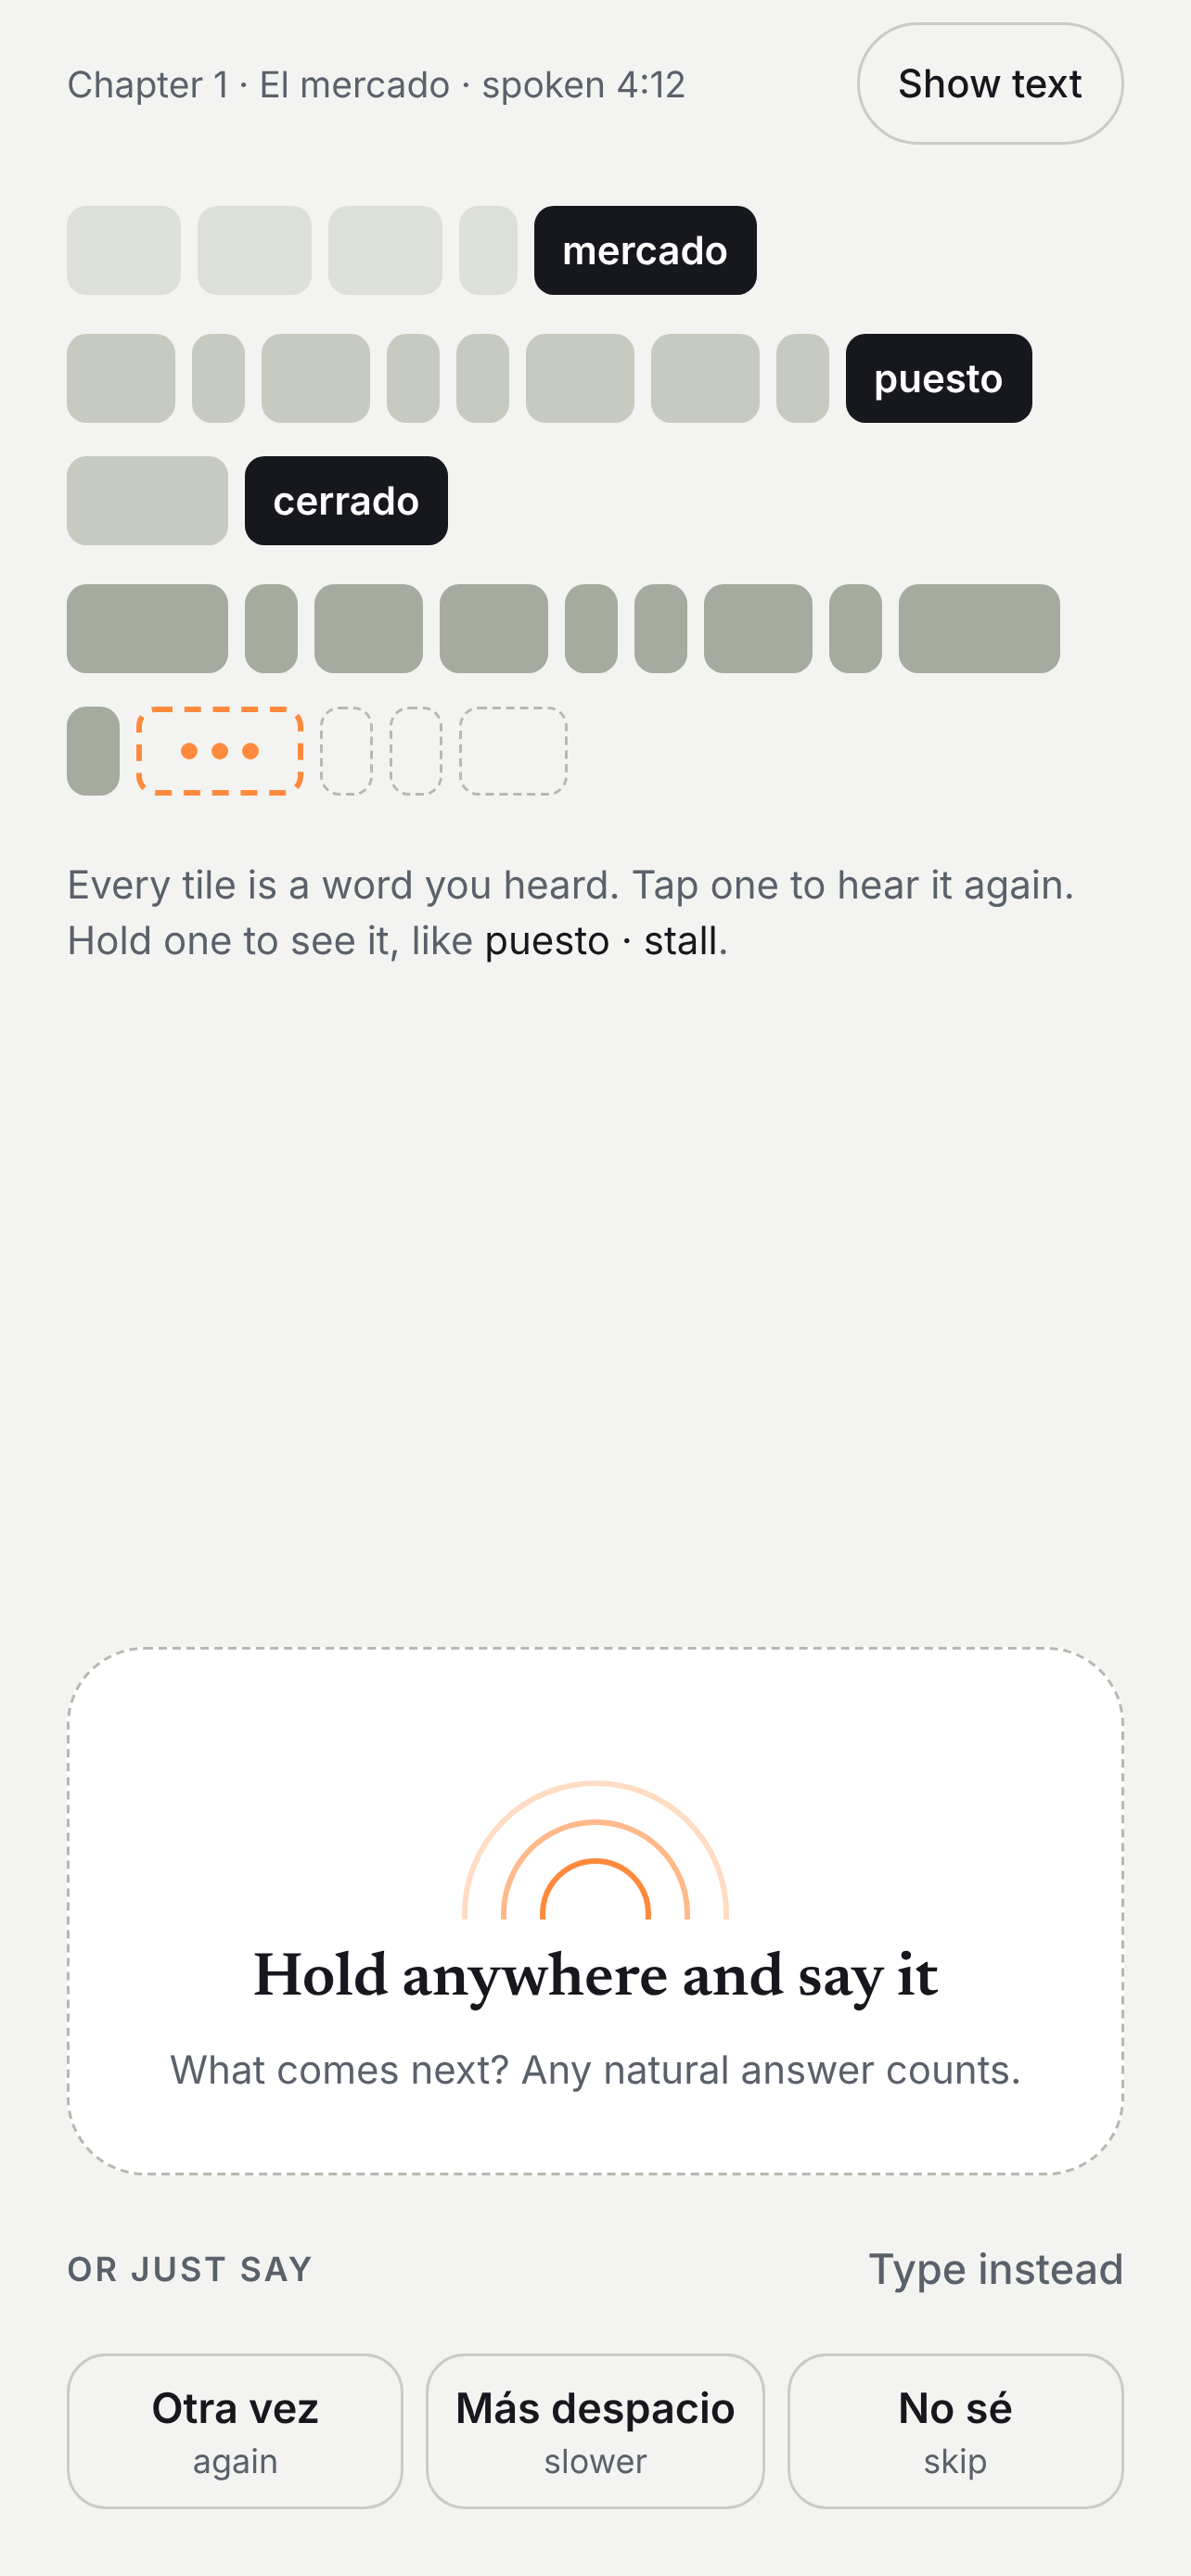 Chapter 1 · El mercado · spoken 4:12
Show text
mercado
puesto
cerrado
Every tile is a word you heard. Tap one to hear it again.
Hold one to see it, like puesto · stall.
Hold anywhere and say it
What comes next? Any natural answer counts.
OR JUST SAY
Type instead
Otra vez
again
Más despacio
slower
No sé
skip